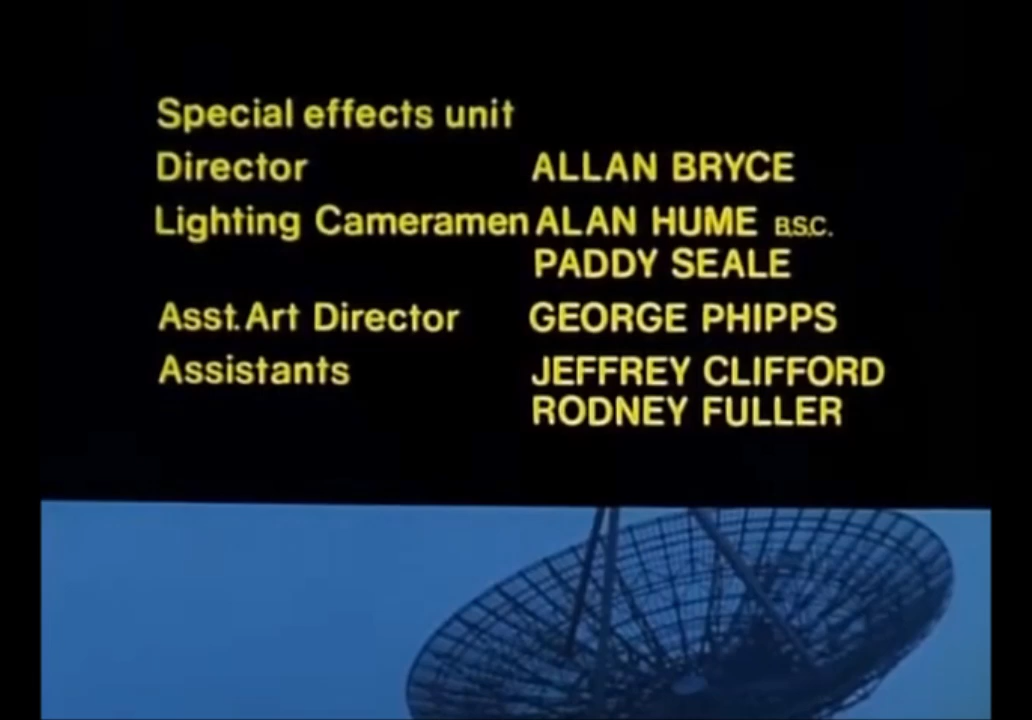 Special effects unit
Director ALLAN BRYCE
Lighting Cameramen ALAN HUME B.S.C.
PADDY SEALE
Asst. Art Director GEORGE PHIPPS
Assistants JEFFREY CLIFFORD
RODNEY FULLER